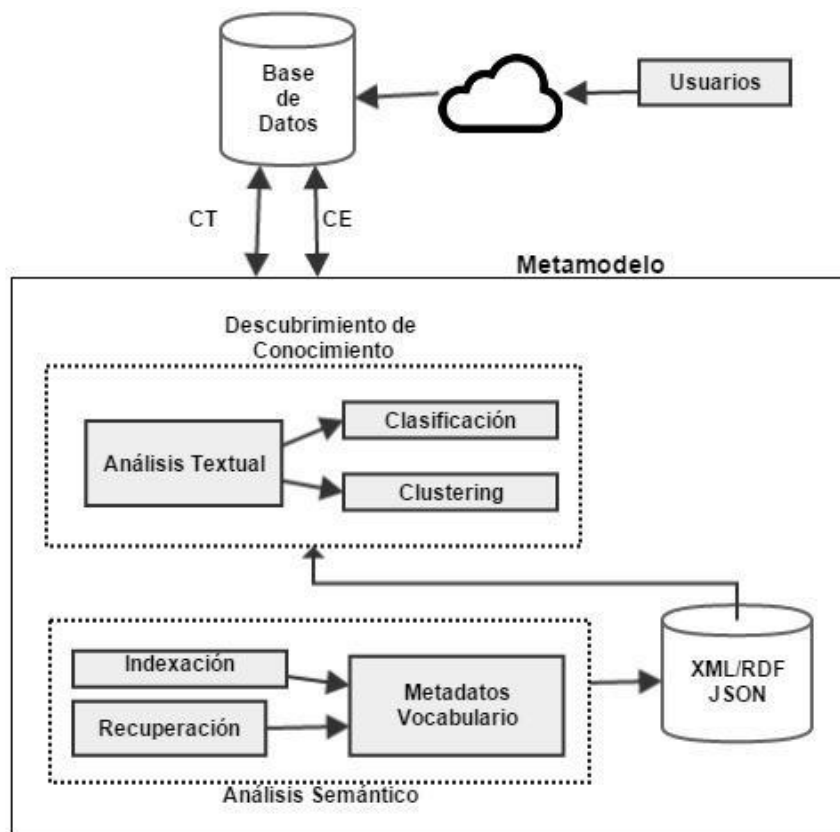 Base
de
Datos
Usuarios
CT
CE
Metamodelo
Descubrimiento de
Conocimiento
Análisis Textual
Clasificación
Clustering
Indexación
Recuperación
Metadatos
Vocabulario
XML/RDF
JSON
Análisis Semántico